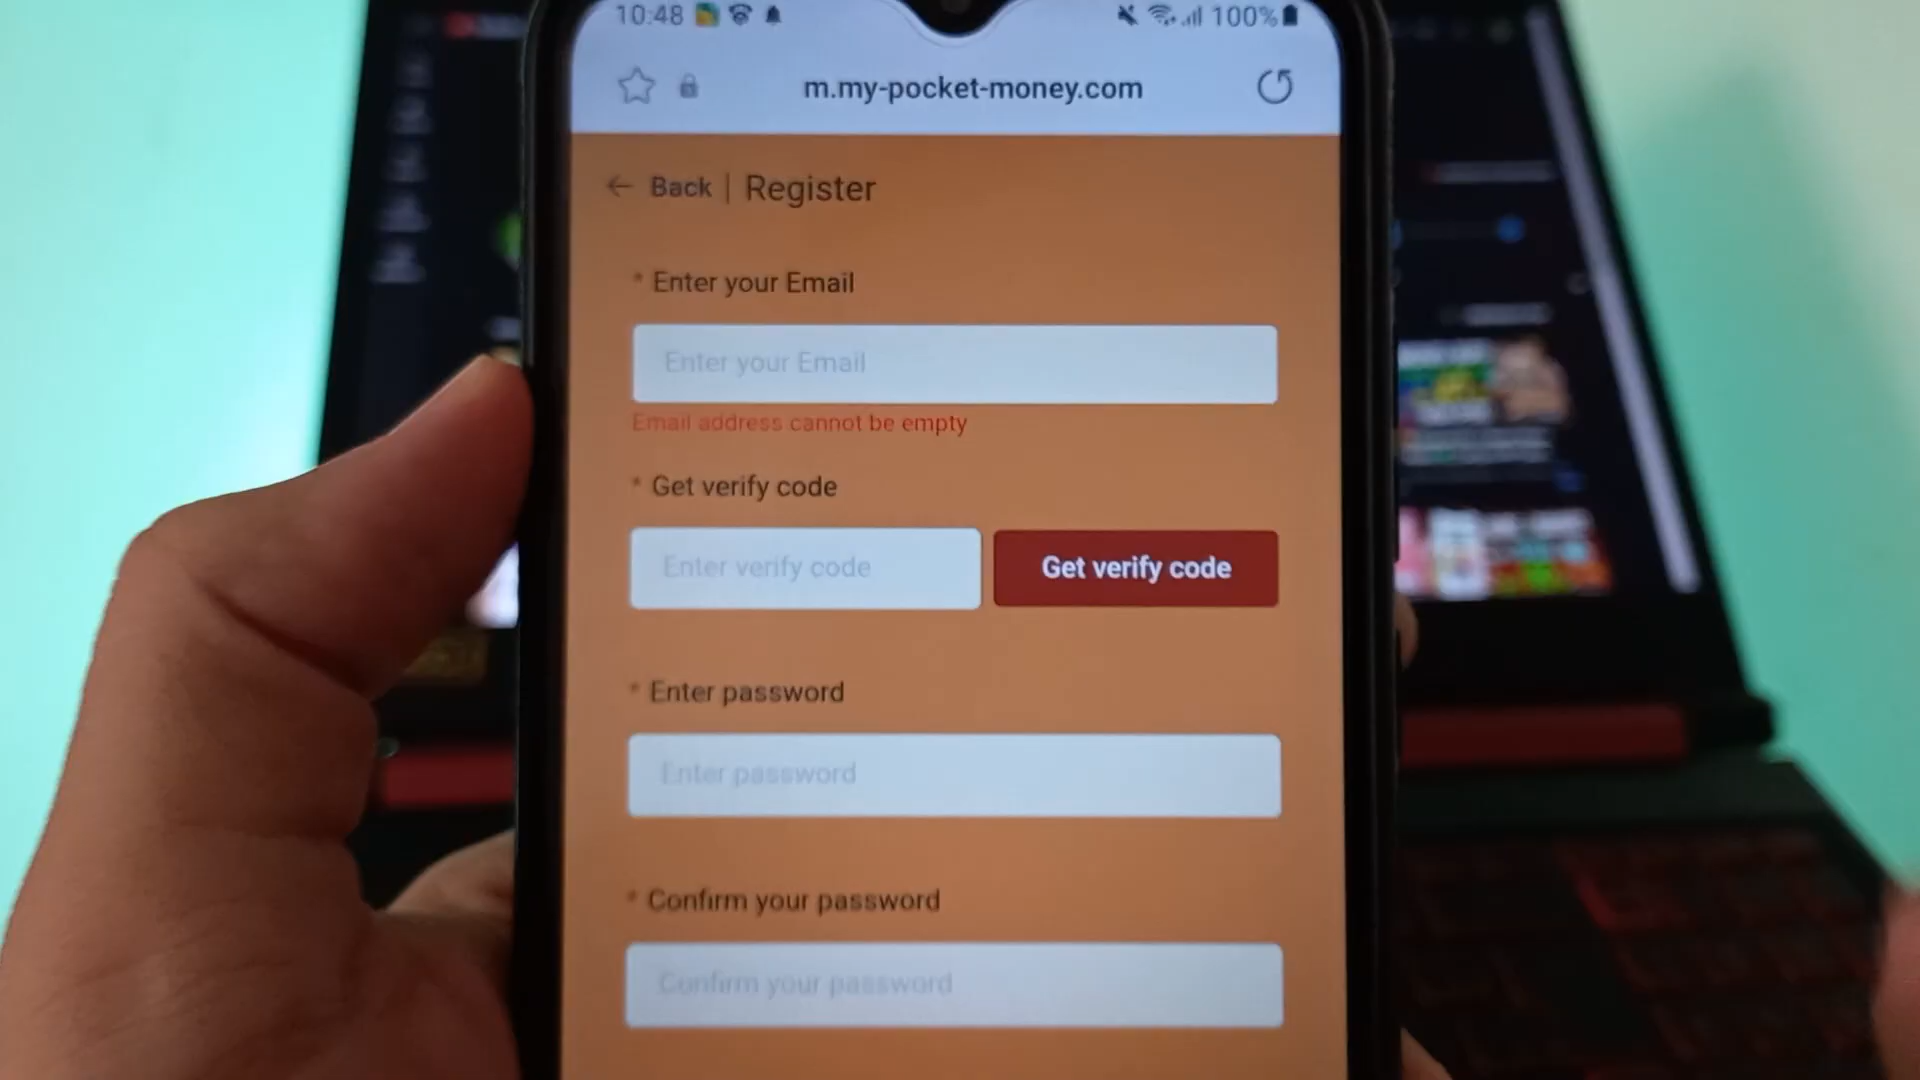 10:48 100%
m.my-pocket-money.com
← Back | Register
* Enter your Email
Enter your Email
Email address cannot be empty
* Get verify code
Enter verify code Get verify code
* Enter password
Enter password
* Confirm your password
Confirm your password